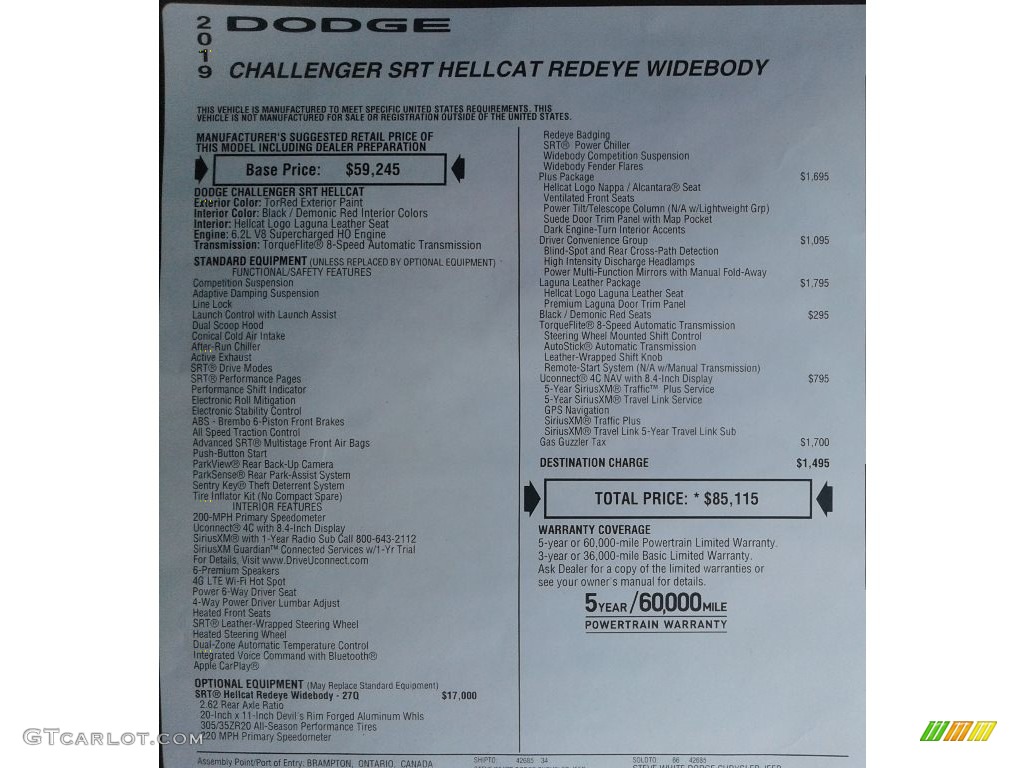 2019 DODGE
CHALLENGER SRT HELLCAT REDEYE WIDEBODY
THIS VEHICLE IS MANUFACTURED TO MEET SPECIFIC UNITED STATES REQUIREMENTS. THIS
VEHICLE IS NOT MANUFACTURED FOR SALE OR REGISTRATION OUTSIDE OF THE UNITED STATES.
MANUFACTURER'S SUGGESTED RETAIL PRICE OF
THIS MODEL INCLUDING DEALER PREPARATION
Base Price: $59,245
DODGE CHALLENGER SRT HELLCAT
Exterior Color: TorRed Exterior Paint
Interior Color: Black / Demonic Red Interior Colors
Interior: Hellcat Logo Laguna Leather Seat
Engine: 6.2L V8 Supercharged HO Engine
Transmission: TorqueFlite® 8-Speed Automatic Transmission
STANDARD EQUIPMENT (UNLESS REPLACED BY OPTIONAL EQUIPMENT)
FUNCTIONAL/SAFETY FEATURES
Competition Suspension
Adaptive Damping Suspension
Line Lock
Launch Control with Launch Assist
Dual Scoop Hood
Conical Cold Air Intake
After-Run Chiller
Active Exhaust
SRT® Drive Modes
SRT® Performance Pages
Performance Shift Indicator
Electronic Roll Mitigation
Electronic Stability Control
ABS - Brembo 6-Piston Front Brakes
All Speed Traction Control
Advanced SRT® Multistage Front Air Bags
Push-Button Start
ParkView® Rear Back-Up Camera
ParkSense® Rear Park-Assist System
Sentry Key® Theft Deterrent System
Tire Inflator Kit (No Compact Spare)
INTERIOR FEATURES
200-MPH Primary Speedometer
Uconnect® 4C with 8.4-Inch Display
SiriusXM® with 1-Year Radio Sub Call 800-643-2112
SiriusXM Guardian™ Connected Services w/1-Yr Trial
For Details, Visit www.DriveUconnect.com
6-Premium Speakers
4G LTE Wi-Fi Hot Spot
Power 6-Way Driver Seat
4-Way Power Driver Lumbar Adjust
Heated Front Seats
SRT® Leather-Wrapped Steering Wheel
Heated Steering Wheel
Dual-Zone Automatic Temperature Control
Integrated Voice Command with Bluetooth®
Apple CarPlay®
OPTIONAL EQUIPMENT (May Replace Standard Equipment)
SRT® Hellcat Redeye Widebody - 27Q $17,000
2.62 Rear Axle Ratio
20-Inch x 11-Inch Devil's Rim Forged Aluminum Whls
305/35ZR20 All-Season Performance Tires
220 MPH Primary Speedometer
Redeye Badging
SRT® Power Chiller
Widebody Competition Suspension
Widebody Fender Flares
Plus Package $1,695
Hellcat Logo Nappa / Alcantara® Seat
Ventilated Front Seats
Power Tilt/Telescope Column (N/A w/Lightweight Grp)
Suede Door Trim Panel with Map Pocket
Dark Engine-Turn Interior Accents
Driver Convenience Group $1,095
Blind-Spot and Rear Cross-Path Detection
High Intensity Discharge Headlamps
Power Multi-Function Mirrors with Manual Fold-Away
Laguna Leather Package $1,795
Hellcat Logo Laguna Leather Seat
Premium Laguna Door Trim Panel
Black / Demonic Red Seats $295
TorqueFlite® 8-Speed Automatic Transmission
Steering Wheel Mounted Shift Control
AutoStick® Automatic Transmission
Leather-Wrapped Shift Knob
Remote-Start System (N/A w/Manual Transmission)
Uconnect® 4C NAV with 8.4-Inch Display $795
5-Year SiriusXM® Traffic™ Plus Service
5-Year SiriusXM® Travel Link Service
GPS Navigation
SiriusXM® Traffic Plus
SiriusXM® Travel Link 5-Year Travel Link Sub
Gas Guzzler Tax $1,700
DESTINATION CHARGE $1,495
TOTAL PRICE: * $85,115
WARRANTY COVERAGE
5-year or 60,000-mile Powertrain Limited Warranty.
3-year or 36,000-mile Basic Limited Warranty.
Ask Dealer for a copy of the limited warranties or
see your owner's manual for details.
5YEAR/60,000MILE
POWERTRAIN WARRANTY
Assembly Point/Port of Entry: BRAMPTON, ONTARIO, CANADA
SHIPTO: 42685 34
SOLDTO: 66 42685
STEVE WHITE DODGE CHRYSLER JEEP
GTcarlot.com